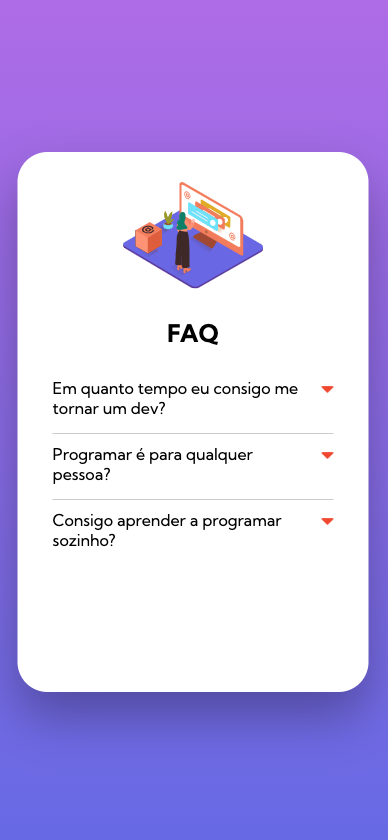 FAQ
Em quanto tempo eu consigo me
tornar um dev?
Programar é para qualquer
pessoa?
Consigo aprender a programar
sozinho?